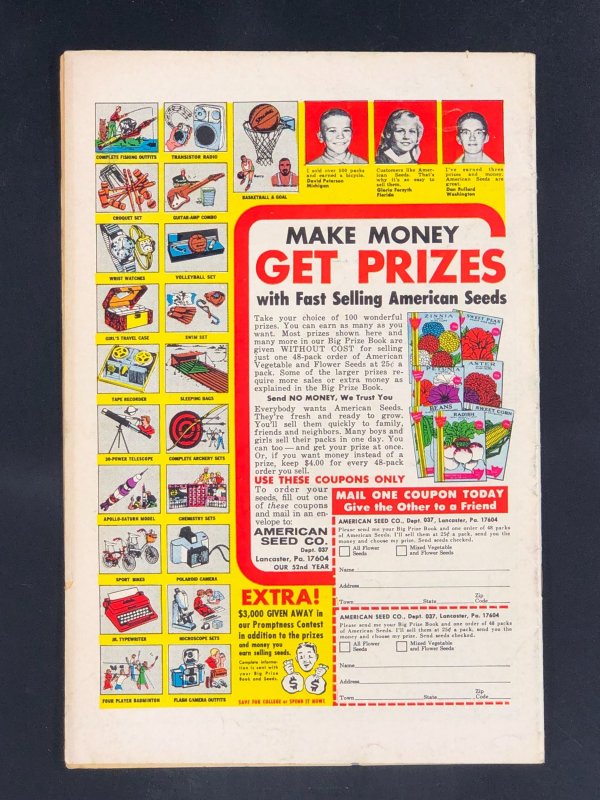 COMPLETE FISHING OUTFITS
TRANSISTOR RADIO
BASKETBALL & GOAL
I sold over 500 packs
and earned a bicycle.
David Peterson
Michigan
Customers like Amer-
ican Seeds. That's
why it's so easy to
sell them.
Gloria Forsyth
Florida
I've earned three
prizes and money.
American Seeds are
great.
Don Pollard
Washington
CROQUET SET
GUITAR-AMP COMBO
WRIST WATCHES
VOLLEYBALL SET
GIRL'S TRAVEL CASE
SWIM SET
TAPE RECORDER
SLEEPING BAGS
30-POWER TELESCOPE
COMPLETE ARCHERY SETS
APOLLO-SATURN MODEL
CHEMISTRY SETS
SPORT BIKES
POLAROID CAMERA
JR. TYPEWRITER
MICROSCOPE SETS
FOUR PLAYER BADMINTON
FLASH CAMERA OUTFITS
MAKE MONEY
GET PRIZES
with Fast Selling American Seeds
Take your choice of 100 wonderful
prizes. You can earn as many as you
want. Most prizes shown here and
many more in our Big Prize Book are
given WITHOUT COST for selling
just one 48-pack order of American
Vegetable and Flower Seeds at 25¢ a
pack. Some of the larger prizes re-
quire more sales or extra money as
explained in the Big Prize Book.
Send NO MONEY, We Trust You
Everybody wants American Seeds.
They're fresh and ready to grow.
You'll sell them quickly to family,
friends and neighbors. Many boys and
girls sell their packs in one day. You
can too — and get your prize at once.
Or, if you want money instead of a
prize, keep $4.00 for every 48-pack
order you sell.
USE THESE COUPONS ONLY
To order your
seeds, fill out one
of these coupons
and mail in an en-
velope to:
AMERICAN
SEED CO.
Dept. 037
Lancaster, Pa. 17604
OUR 52nd YEAR
ZINNIA
SWEET PEAS
PETUNIA
ASTER
BEANS
RADISH
SWEET CORN
MAIL ONE COUPON TODAY
Give the Other to a Friend
AMERICAN SEED CO., Dept. 037, Lancaster, Pa. 17604
Please send me your Big Prize Book and one order of 48 packs
of American Seeds. I'll sell them at 25¢ a pack, send you the
money and choose my prize. Send seeds checked.
All Flower
Seeds
Mixed Vegetable
and Flower Seeds
Name
Address
Town State Zip
Code
AMERICAN SEED CO., Dept. 037, Lancaster, Pa. 17604
Please send me your Big Prize Book and one order of 48 packs
of American Seeds. I'll sell them at 25¢ a pack, send you the
money and choose my prize. Send seeds checked.
All Flower
Seeds
Mixed Vegetable
and Flower Seeds
Name
Address
Town State Zip
Code
EXTRA!
$3,000 GIVEN AWAY in
our Promptness Contest
in addition to the prizes
and money you
earn selling seeds.
Complete informa-
tion is sent with
your Big Prize
Book and Seeds.
SAVE FOR COLLEGE or SPEND IT NOW!